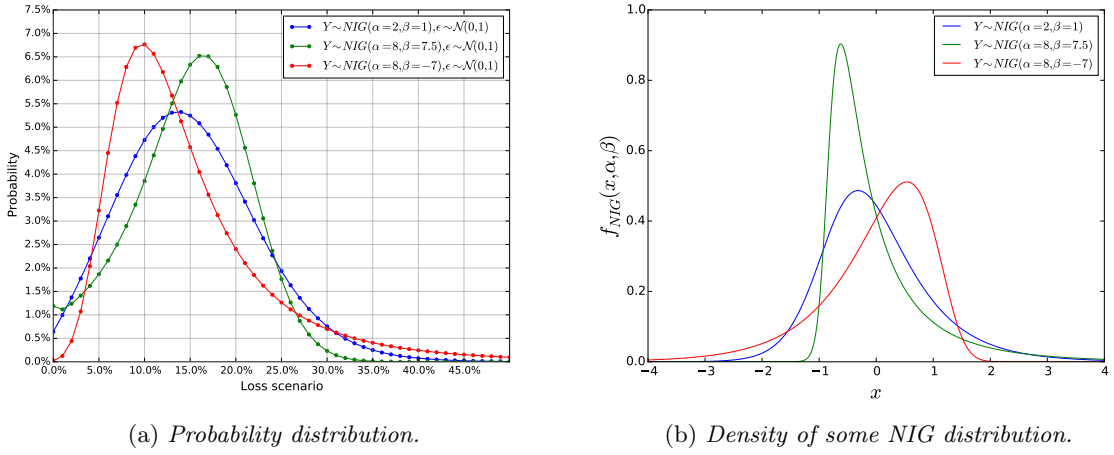 7.5%
7.0%
6.5%
6.0%
5.5%
5.0%
4.5%
4.0%
3.5%
3.0%
2.5%
2.0%
1.5%
1.0%
0.5%
0.0%
Probability
0.0% 5.0% 10.0% 15.0% 20.0% 25.0% 30.0% 35.0% 40.0% 45.0%
Loss scenario
Y∼NIG(α=2,β=1),ϵ∼𝒩(0,1)
Y∼NIG(α=8,β=7.5),ϵ∼𝒩(0,1)
Y∼NIG(α=8,β=−7),ϵ∼𝒩(0,1)
(a) Probability distribution.
1.0
0.8
0.6
0.4
0.2
0.0
f_NIG(x,α,β)
−4 −3 −2 −1 0 1 2 3 4
x
Y∼NIG(α=2,β=1)
Y∼NIG(α=8,β=7.5)
Y∼NIG(α=8,β=−7)
(b) Density of some NIG distribution.